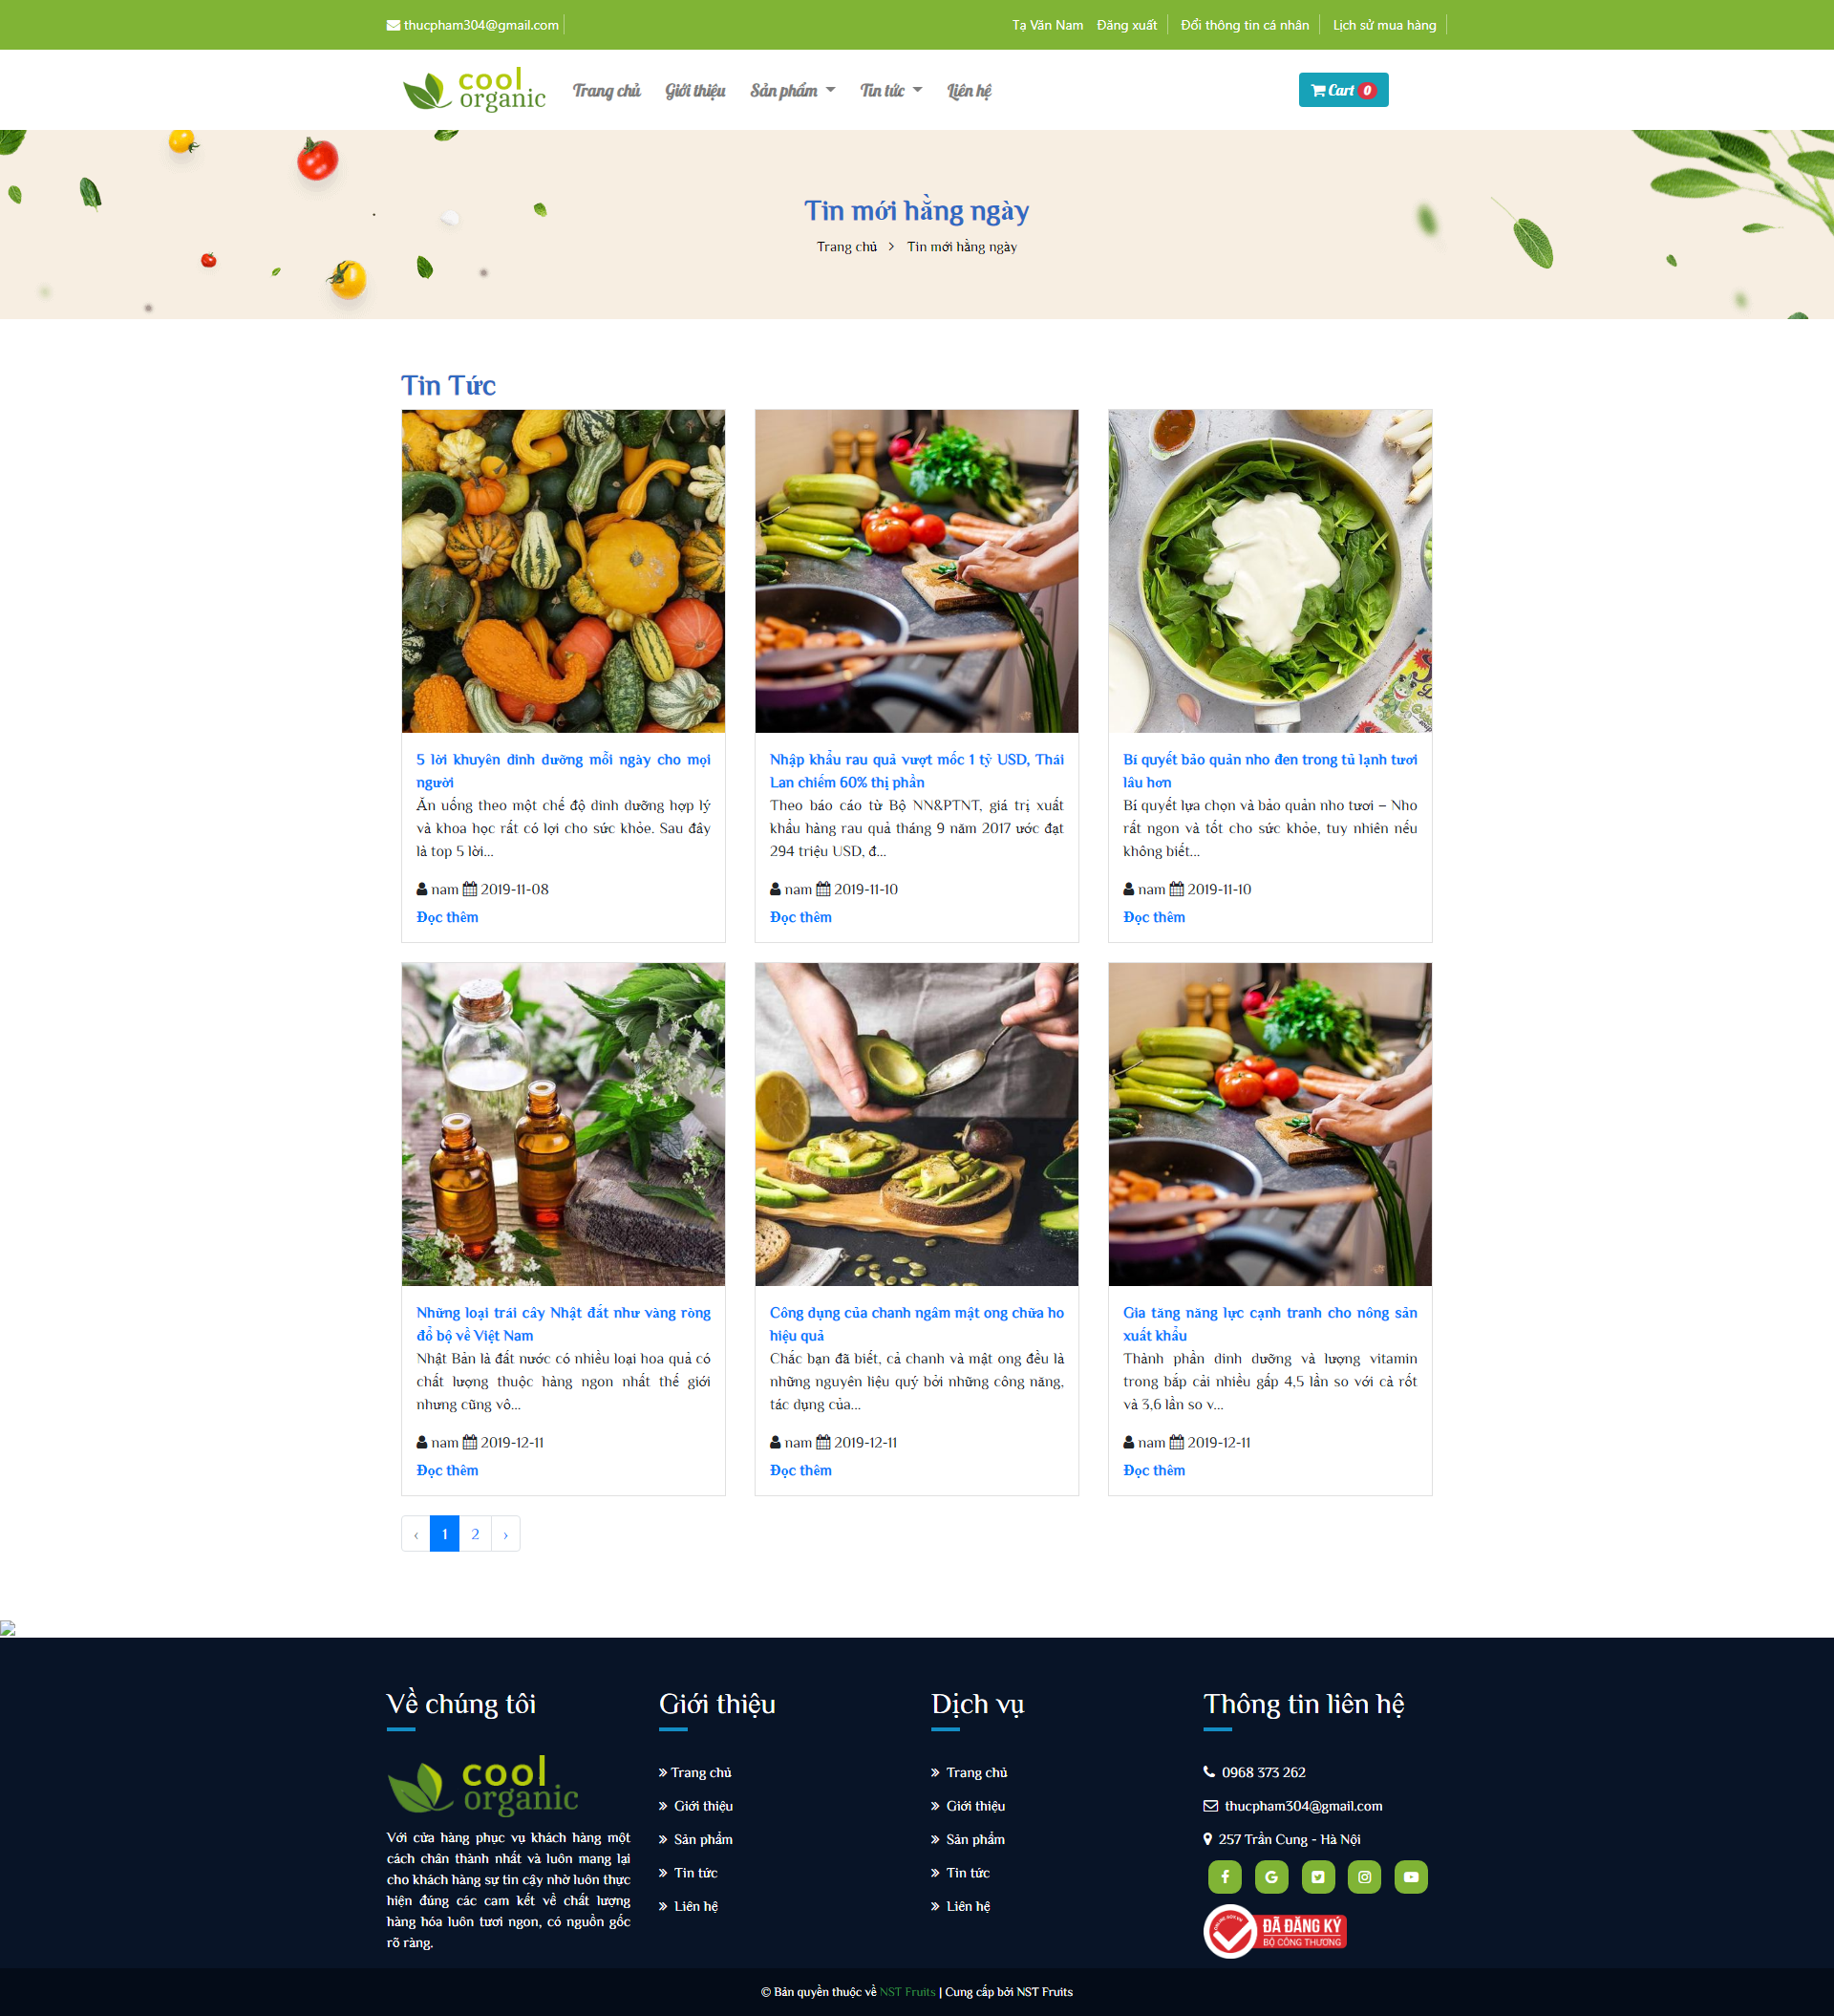 thucpham304@gmail.com
Tạ Văn Nam Đăng xuất Đổi thông tin cá nhân Lịch sử mua hàng
cool
organic
Trang chủ Giới thiệu Sản phẩm Tin tức Liên hệ
Cart 0
Tin mới hằng ngày
Trang chủ > Tin mới hằng ngày
Tin Tức
5 lời khuyên dinh dưỡng mỗi ngày cho mọi
người
Ăn uống theo một chế độ dinh dưỡng hợp lý
và khoa học rất có lợi cho sức khỏe. Sau đây
là top 5 lời...
nam 2019-11-08
Đọc thêm
Nhập khẩu rau quả vượt mốc 1 tỷ USD, Thái
Lan chiếm 60% thị phần
Theo báo cáo từ Bộ NN&PTNT, giá trị xuất
khẩu hàng rau quả tháng 9 năm 2017 ước đạt
294 triệu USD, đ...
nam 2019-11-10
Đọc thêm
Bí quyết bảo quản nho đen trong tủ lạnh tươi
lâu hơn
Bí quyết lựa chọn và bảo quản nho tươi – Nho
rất ngon và tốt cho sức khỏe, tuy nhiên nếu
không biết...
nam 2019-11-10
Đọc thêm
Những loại trái cây Nhật đắt như vàng ròng
đổ bộ về Việt Nam
Nhật Bản là đất nước có nhiều loại hoa quả có
chất lượng thuộc hàng ngon nhất thế giới
nhưng cũng vô...
nam 2019-12-11
Đọc thêm
Công dụng của chanh ngâm mật ong chữa ho
hiệu quả
Chắc bạn đã biết, cả chanh và mật ong đều là
những nguyên liệu quý bởi những công năng,
tác dụng của...
nam 2019-12-11
Đọc thêm
Gia tăng năng lực cạnh tranh cho nông sản
xuất khẩu
Thành phần dinh dưỡng và lượng vitamin
trong bắp cải nhiều gấp 4,5 lần so với cà rốt
và 3,6 lần so v...
nam 2019-12-11
Đọc thêm
‹ 1 2 ›
Về chúng tôi
cool
organic
Với cửa hàng phục vụ khách hàng một
cách chân thành nhất và luôn mang lại
cho khách hàng sự tin cậy nhờ luôn thực
hiện đúng các cam kết về chất lượng
hàng hóa luôn tươi ngon, có nguồn gốc
rõ ràng.
Giới thiệu
» Trang chủ
» Giới thiệu
» Sản phẩm
» Tin tức
» Liên hệ
Dịch vụ
» Trang chủ
» Giới thiệu
» Sản phẩm
» Tin tức
» Liên hệ
Thông tin liên hệ
0968 373 262
thucpham304@gmail.com
257 Trần Cung - Hà Nội
ĐÃ ĐĂNG KÝ
BỘ CÔNG THƯƠNG
© Bản quyền thuộc về NST Fruits | Cung cấp bởi NST Fruits